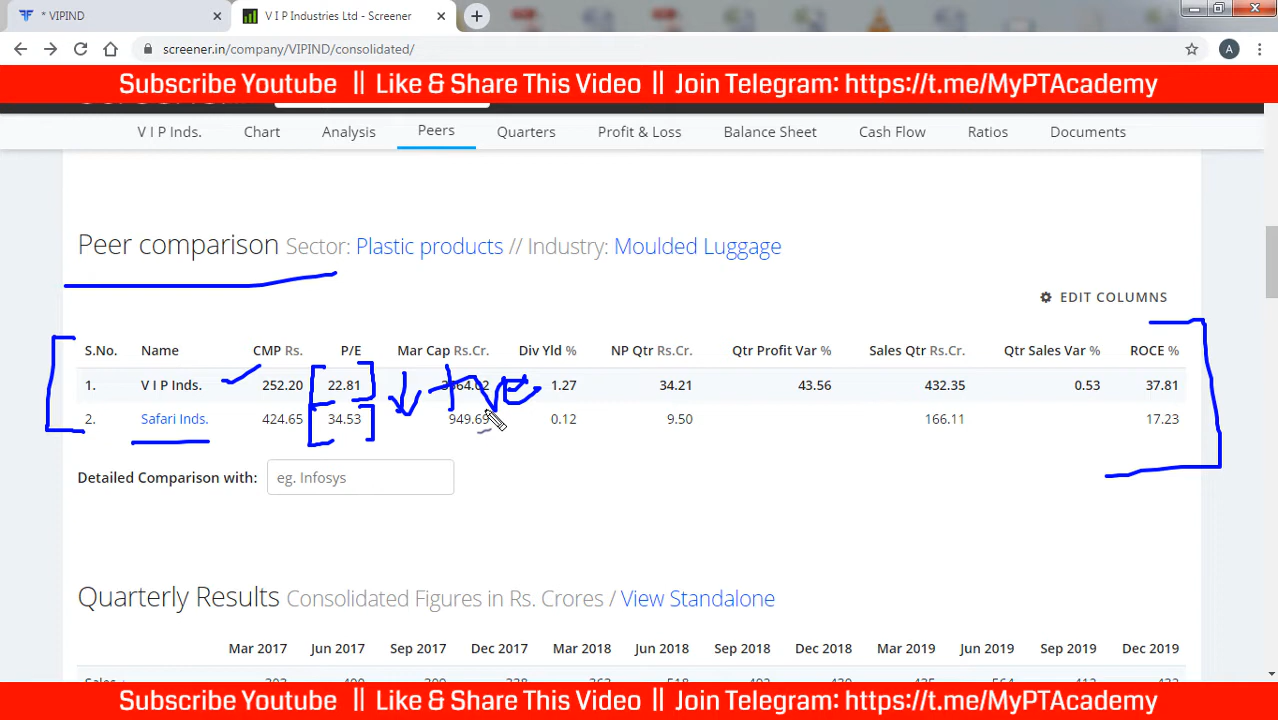 * VIPIND
V I P Industries Ltd - Screener
screener.in/company/VIPIND/consolidated/
A
Subscribe Youtube || Like & Share This Video || Join Telegram: https://t.me/MyPTAcademy
V I P Inds. Chart Analysis Peers Quarters Profit & Loss Balance Sheet Cash Flow Ratios Documents
Peer comparison Sector: Plastic products // Industry: Moulded Luggage
EDIT COLUMNS
S.No. Name CMP Rs. P/E Mar Cap Rs.Cr. Div Yld % NP Qtr Rs.Cr. Qtr Profit Var % Sales Qtr Rs.Cr. Qtr Sales Var % ROCE %
1. V I P Inds. 252.20 22.81 +ve 1.27 34.21 43.56 432.35 0.53 37.81
2. Safari Inds. 424.65 34.53 949.69 0.12 9.50 166.11 17.23
Detailed Comparison with: eg. Infosys
Quarterly Results Consolidated Figures in Rs. Crores / View Standalone
Mar 2017 Jun 2017 Sep 2017 Dec 2017 Mar 2018 Jun 2018 Sep 2018 Dec 2018 Mar 2019 Jun 2019 Sep 2019 Dec 2019
Subscribe Youtube || Like & Share This Video || Join Telegram: https://t.me/MyPTAcademy